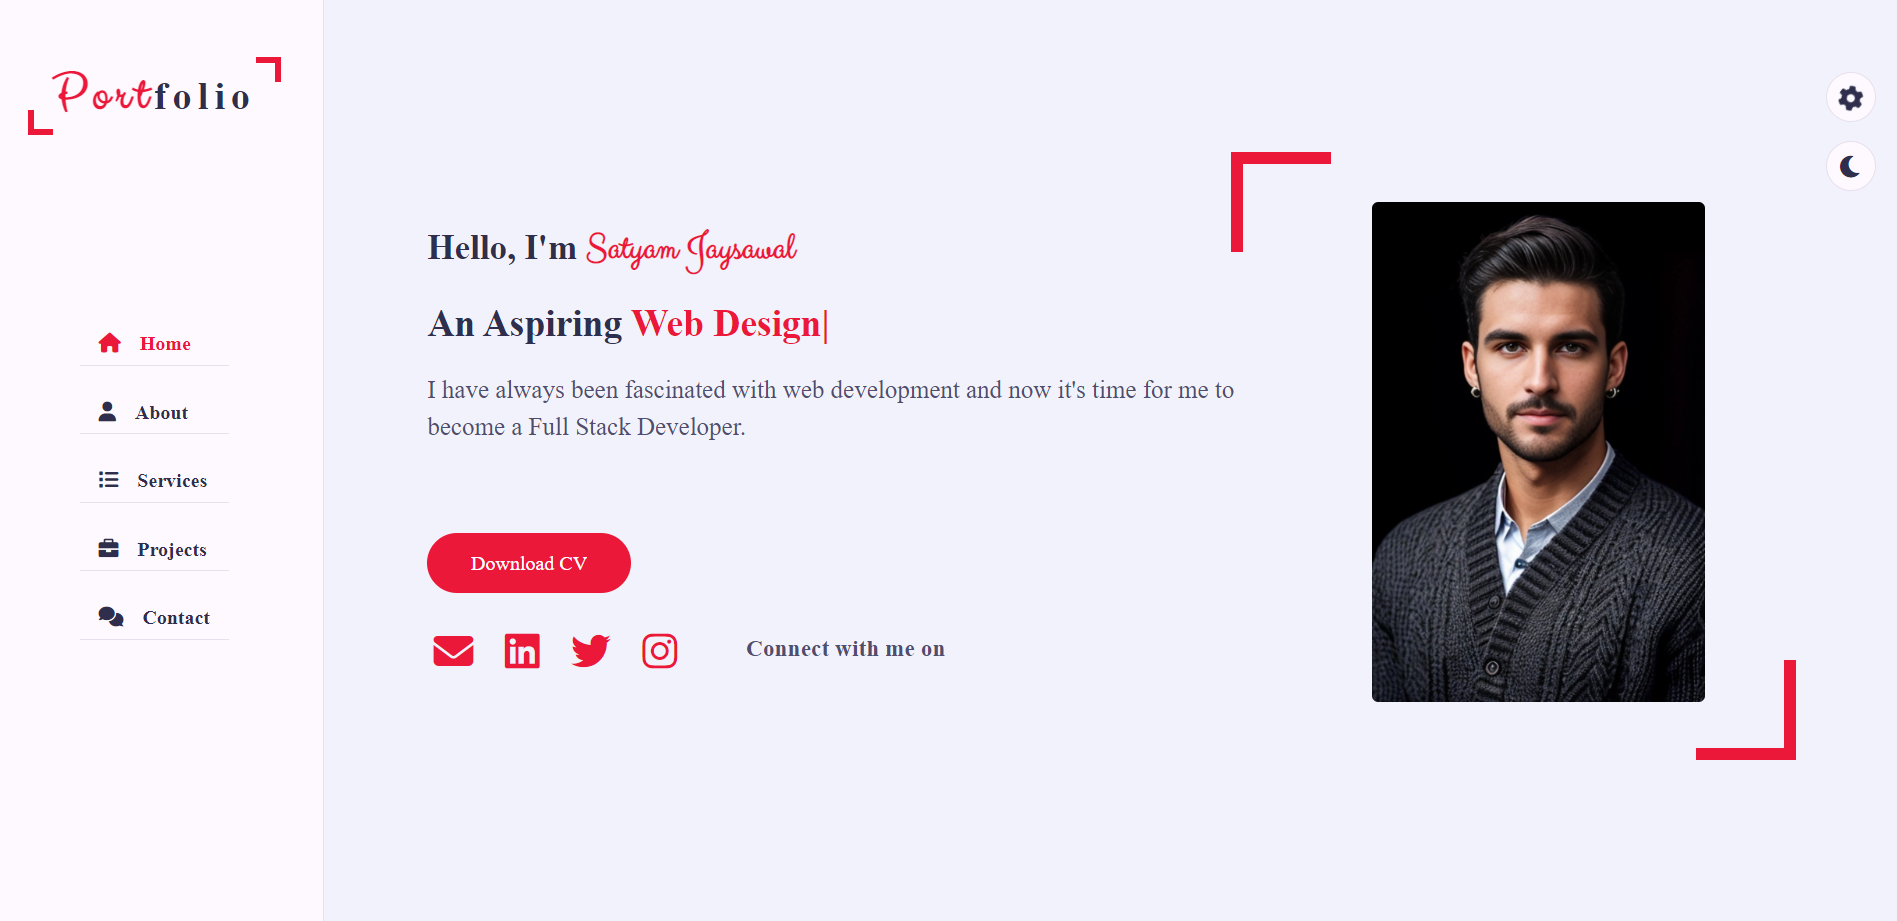 Portfolio
Home
About
Services
Projects
Contact
Hello, I'm Satyam Jaysawal
An Aspiring Web Design|
I have always been fascinated with web development and now it's time for me to
become a Full Stack Developer.
Download CV
Connect with me on